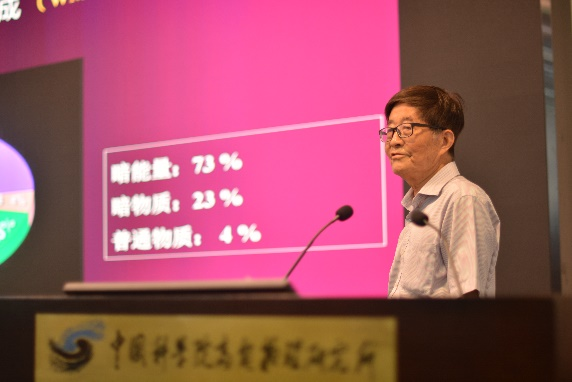 成
暗能量： 73 %
暗物质： 23 %
普通物质： 4 %
中国科学院高能物理研究所